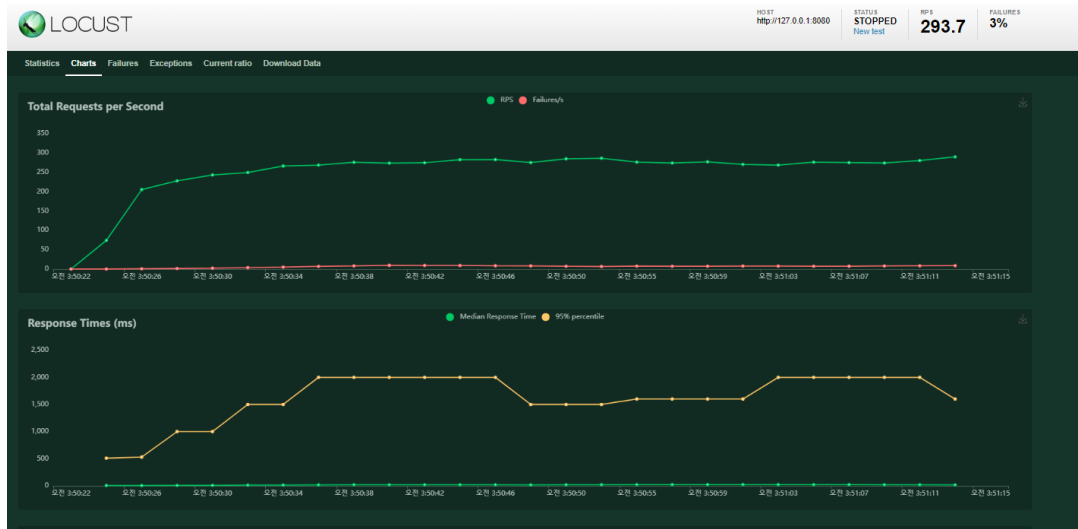 LOCUST
HOST
http://127.0.0.1:8080
STATUS
STOPPED
New test
RPS
293.7
FAILURES
3%
Statistics Charts Failures Exceptions Current ratio Download Data
Total Requests per Second
RPS Failures/s
350
300
250
200
150
100
50
0
오전 3:50:22 오전 3:50:26 오전 3:50:30 오전 3:50:34 오전 3:50:38 오전 3:50:42 오전 3:50:46 오전 3:50:50 오전 3:50:55 오전 3:50:59 오전 3:51:03 오전 3:51:07 오전 3:51:11 오전 3:51:15
Response Times (ms)
Median Response Time 95% percentile
2,500
2,000
1,500
1,000
500
0
오전 3:50:22 오전 3:50:26 오전 3:50:30 오전 3:50:34 오전 3:50:38 오전 3:50:42 오전 3:50:46 오전 3:50:50 오전 3:50:55 오전 3:50:59 오전 3:51:03 오전 3:51:07 오전 3:51:11 오전 3:51:15